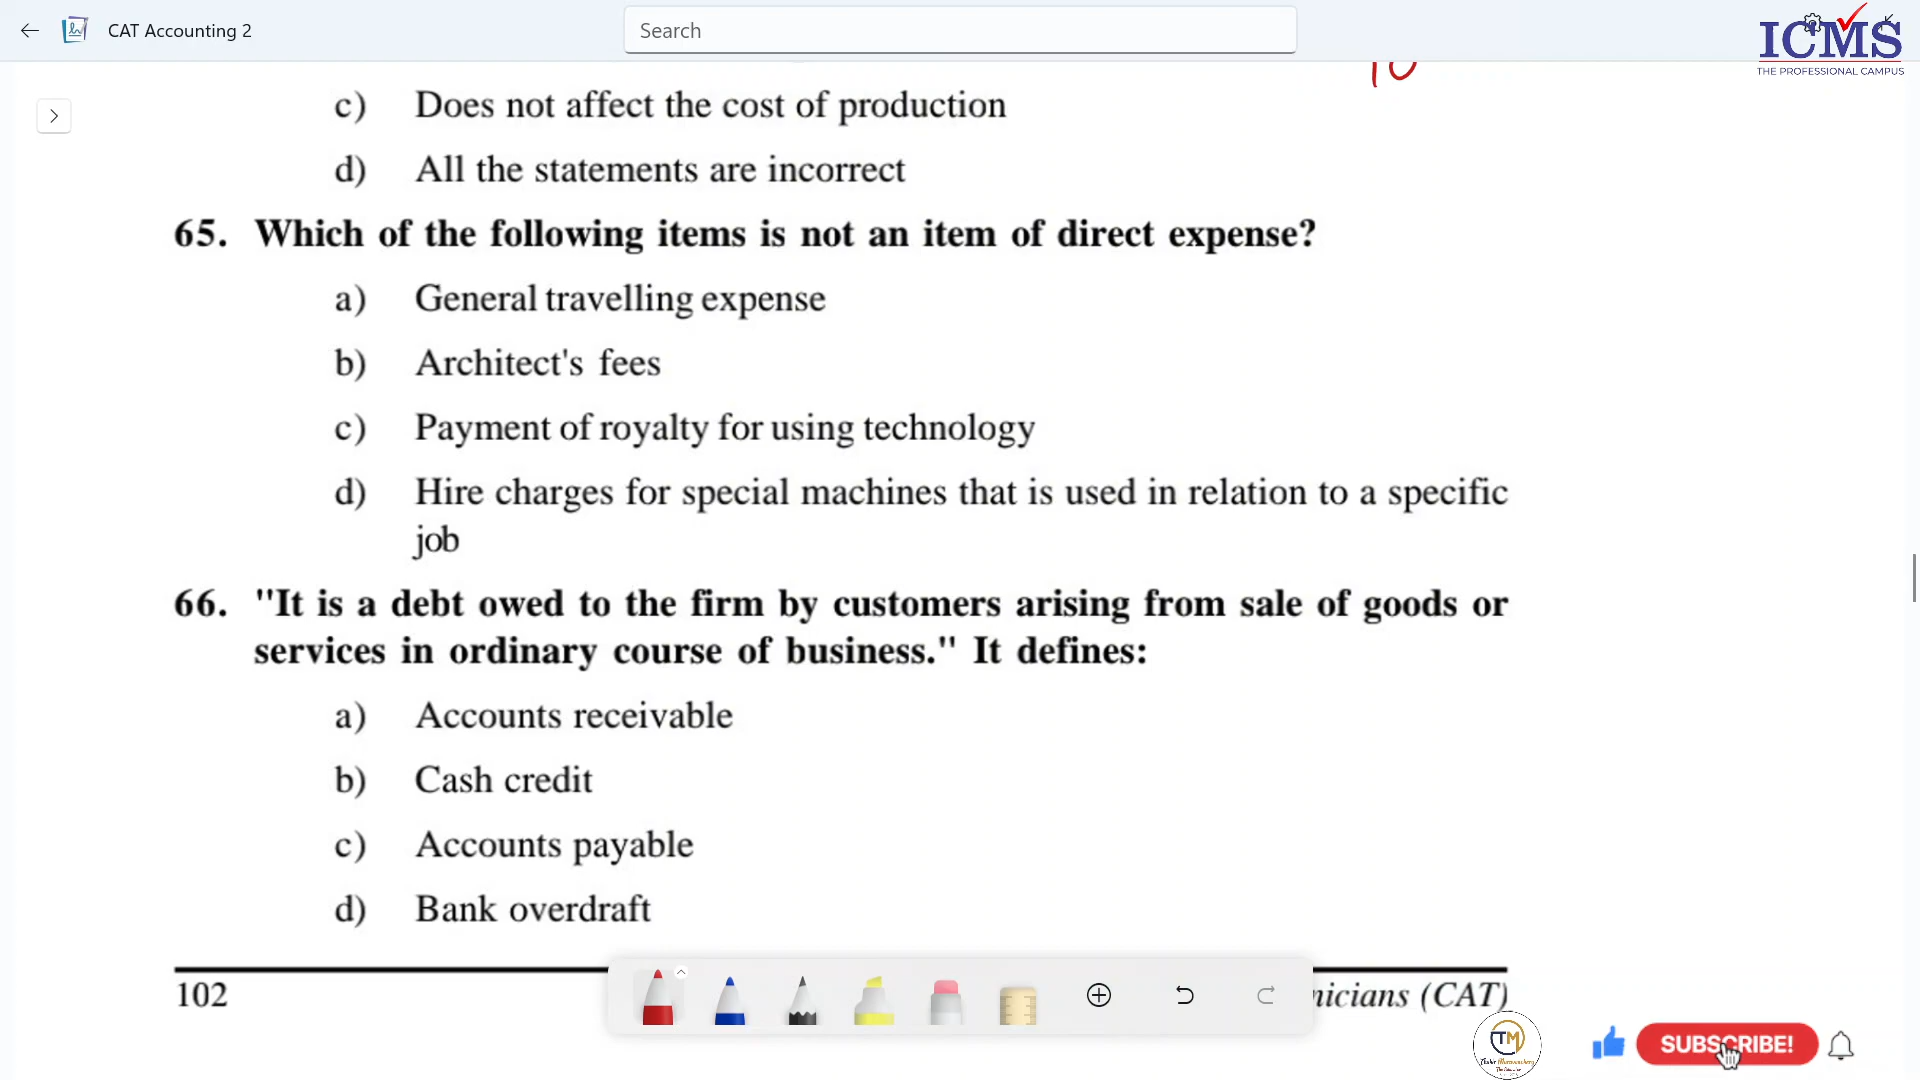 CAT Accounting 2
Search
ICMS
THE PROFESSIONAL CAMPUS
10
c) Does not affect the cost of production
d) All the statements are incorrect
65. Which of the following items is not an item of direct expense?
a) General travelling expense
b) Architect's fees
c) Payment of royalty for using technology
d) Hire charges for special machines that is used in relation to a specific
job
66. "It is a debt owed to the firm by customers arising from sale of goods or
services in ordinary course of business." It defines:
a) Accounts receivable
b) Cash credit
c) Accounts payable
d) Bank overdraft
102
nicians (CAT)
TM
SUBSCRIBE!